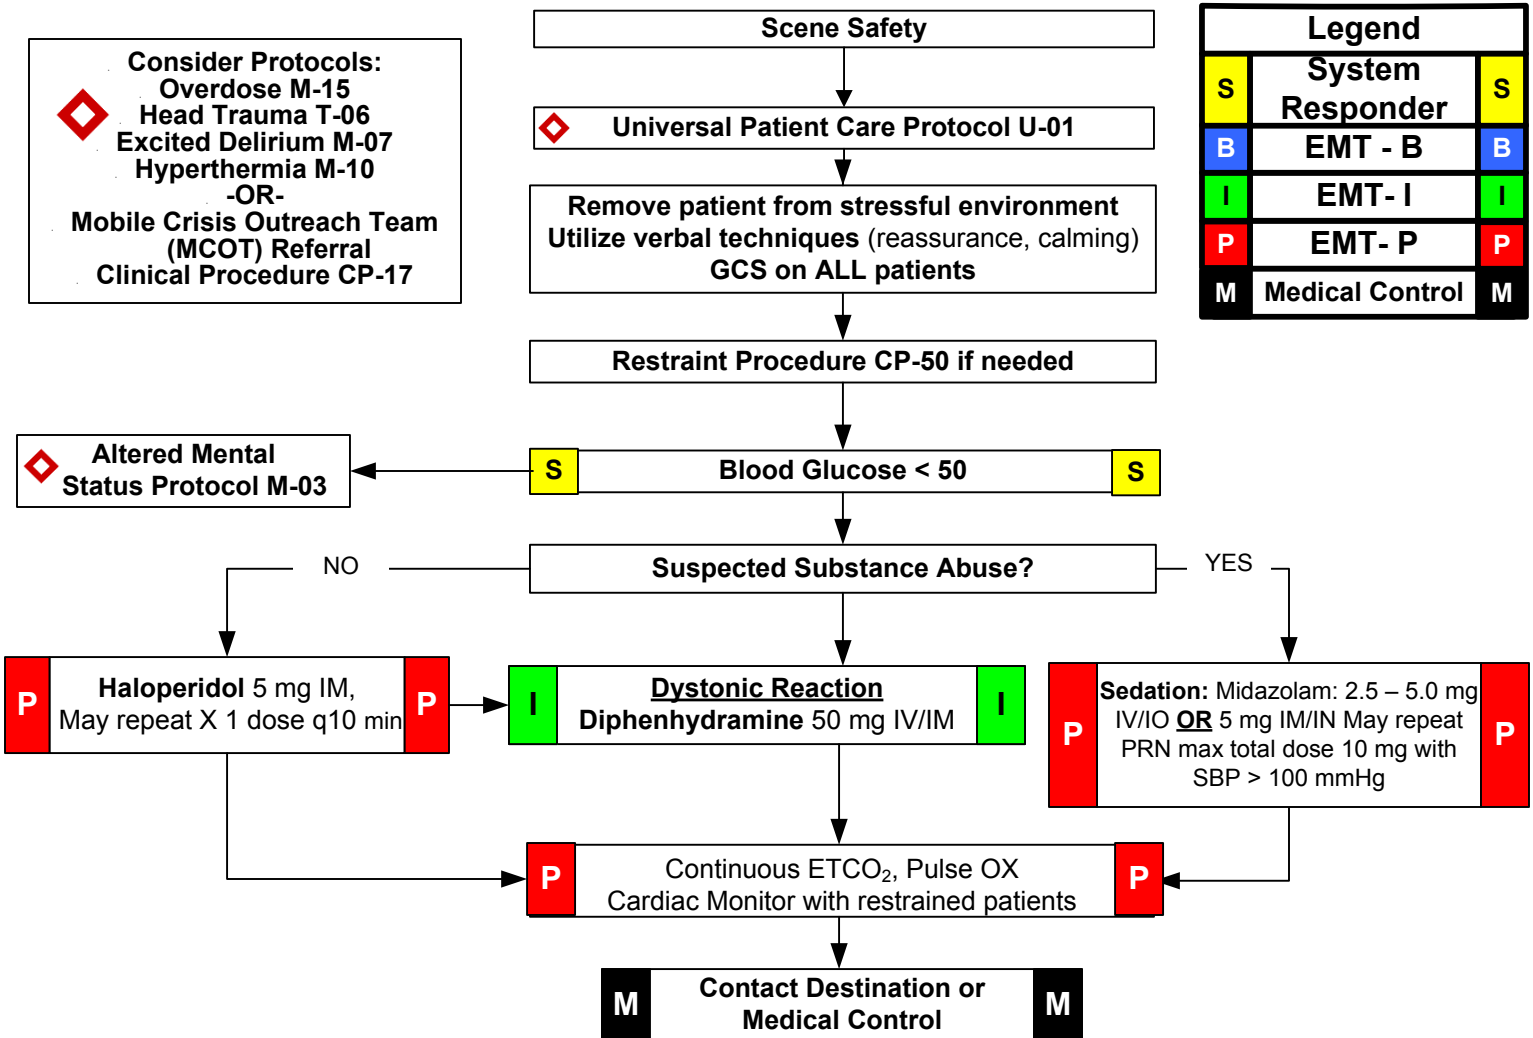 Consider Protocols:
Overdose M-15
Head Trauma T-06
Excited Delirium M-07
Hyperthermia M-10
-OR-
Mobile Crisis Outreach Team
(MCOT) Referral
Clinical Procedure CP-17
Scene Safety
Universal Patient Care Protocol U-01
Remove patient from stressful environment
Utilize verbal techniques (reassurance, calming)
GCS on ALL patients
Restraint Procedure CP-50 if needed
Legend
S System S
Responder
B EMT - B B
I EMT- I I
P EMT- P P
M Medical Control M
Altered Mental
Status Protocol M-03
S Blood Glucose < 50 S
NO Suspected Substance Abuse? YES
P Haloperidol 5 mg IM, P
May repeat X 1 dose q10 min
I Dystonic Reaction I
Diphenhydramine 50 mg IV/IM
P Sedation: Midazolam: 2.5 – 5.0 mg P
IV/IO OR 5 mg IM/IN May repeat
PRN max total dose 10 mg with
SBP > 100 mmHg
P Continuous ETCO₂, Pulse OX P
Cardiac Monitor with restrained patients
M Contact Destination or M
Medical Control